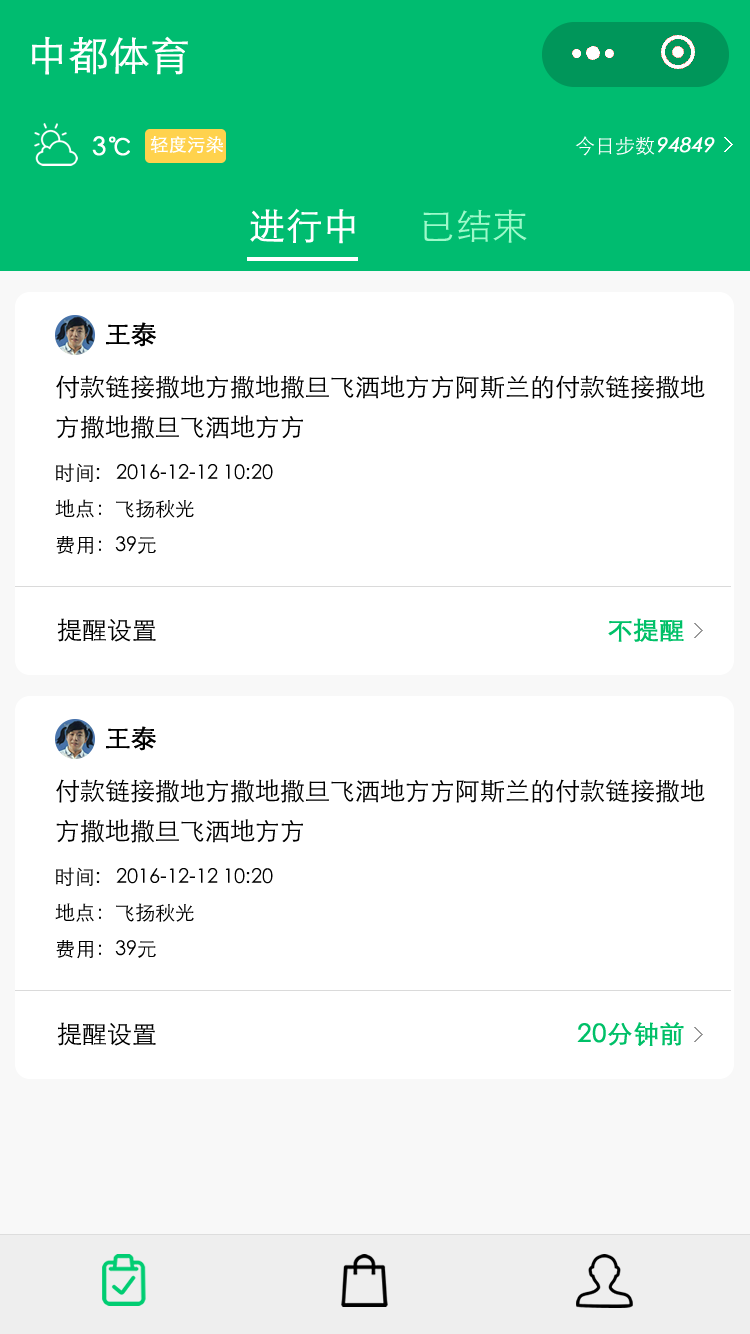 中都体育
3℃ 轻度污染 今日步数94849
进行中 已结束
王泰
付款链接撒地方撒地撒旦飞洒地方方阿斯兰的付款链接撒地
方撒地撒旦飞洒地方方
时间: 2016-12-12 10:20
地点: 飞扬秋光
费用: 39元
提醒设置 不提醒
王泰
付款链接撒地方撒地撒旦飞洒地方方阿斯兰的付款链接撒地
方撒地撒旦飞洒地方方
时间: 2016-12-12 10:20
地点: 飞扬秋光
费用: 39元
提醒设置 20分钟前